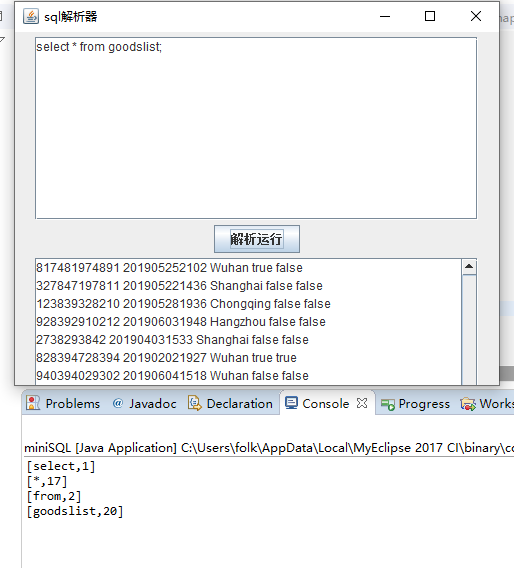 sql解析器
select * from goodslist;
解析运行
817481974891 201905252102 Wuhan true false
327847197811 201905221436 Shanghai false false
123839328210 201905281936 Chongqing false false
928392910212 201906031948 Hangzhou false false
2738293842 201904031533 Shanghai false false
828394728394 201902021927 Wuhan true true
940394029302 201906041518 Wuhan false false
Problems @ Javadoc Declaration Console Progress Works
miniSQL [Java Application] C:\Users\folk\AppData\Local\MyEclipse 2017 CI\binary\co
[select,1]
[*,17]
[from,2]
[goodslist,20]